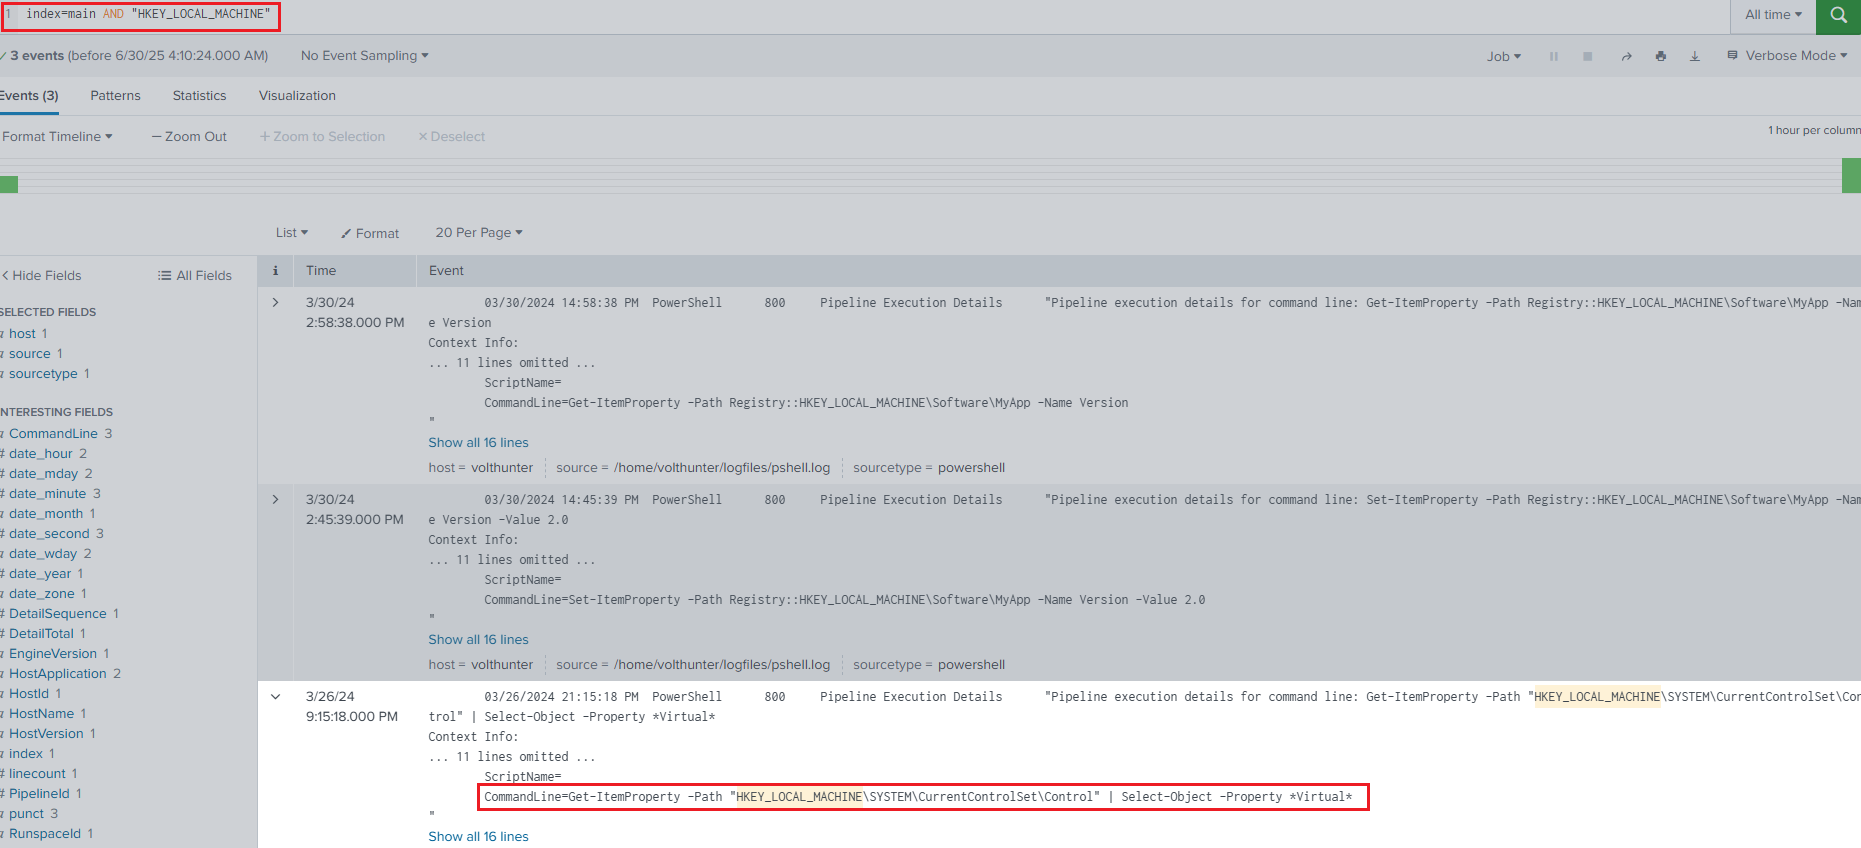 1 index=main AND "HKEY_LOCAL_MACHINE"
All time
✓ 3 events (before 6/30/25 4:10:24.000 AM)
No Event Sampling
Job
Verbose Mode
Events (3)
Patterns
Statistics
Visualization
Format Timeline
— Zoom Out
+ Zoom to Selection
× Deselect
1 hour per column
List
Format
20 Per Page
< Hide Fields
All Fields
i
Time
Event
SELECTED FIELDS
a host 1
a source 1
a sourcetype 1
INTERESTING FIELDS
a CommandLine 3
# date_hour 2
# date_mday 2
# date_minute 3
a date_month 1
# date_second 3
a date_wday 2
# date_year 1
a date_zone 1
# DetailSequence 1
# DetailTotal 1
a EngineVersion 1
a HostApplication 2
a HostId 1
a HostName 1
a HostVersion 1
a index 1
# linecount 1
# PipelineId 1
a punct 3
a RunspaceId 1
> 3/30/24
2:58:38.000 PM
03/30/2024 14:58:38 PM PowerShell 800 Pipeline Execution Details "Pipeline execution details for command line: Get-ItemProperty -Path Registry::HKEY_LOCAL_MACHINE\Software\MyApp -Nam
e Version
Context Info:
... 11 lines omitted ...
ScriptName=
CommandLine=Get-ItemProperty -Path Registry::HKEY_LOCAL_MACHINE\Software\MyApp -Name Version
"
Show all 16 lines
host = volthunter source = /home/volthunter/logfiles/pshell.log sourcetype = powershell
> 3/30/24
2:45:39.000 PM
03/30/2024 14:45:39 PM PowerShell 800 Pipeline Execution Details "Pipeline execution details for command line: Set-ItemProperty -Path Registry::HKEY_LOCAL_MACHINE\Software\MyApp -Nam
e Version -Value 2.0
Context Info:
... 11 lines omitted ...
ScriptName=
CommandLine=Set-ItemProperty -Path Registry::HKEY_LOCAL_MACHINE\Software\MyApp -Name Version -Value 2.0
"
Show all 16 lines
host = volthunter source = /home/volthunter/logfiles/pshell.log sourcetype = powershell
3/26/24
9:15:18.000 PM
03/26/2024 21:15:18 PM PowerShell 800 Pipeline Execution Details "Pipeline execution details for command line: Get-ItemProperty -Path "HKEY_LOCAL_MACHINE\SYSTEM\CurrentControlSet\Con
trol" | Select-Object -Property *Virtual*
Context Info:
... 11 lines omitted ...
ScriptName=
CommandLine=Get-ItemProperty -Path "HKEY_LOCAL_MACHINE\SYSTEM\CurrentControlSet\Control" | Select-Object -Property *Virtual*
"
Show all 16 lines